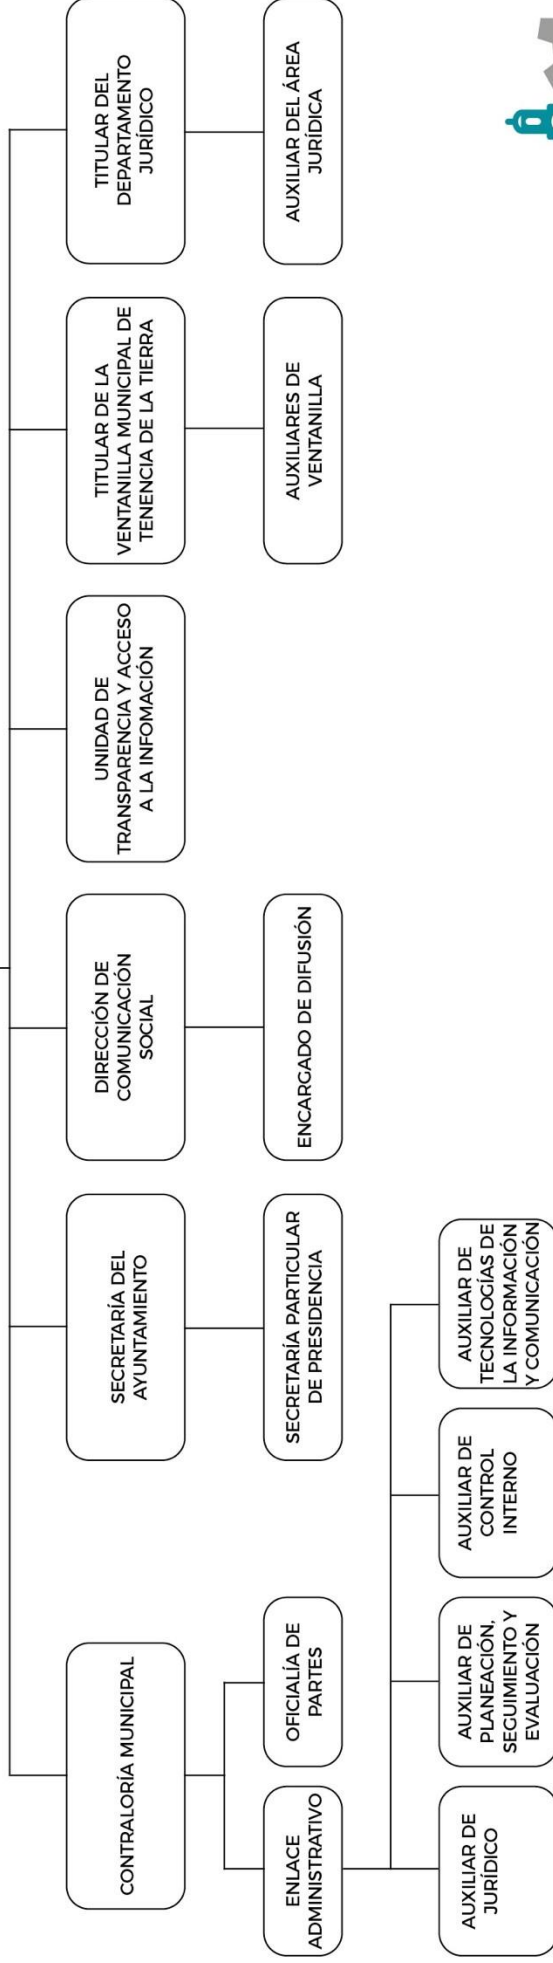 CONTRALORÍA MUNICIPAL
SECRETARÍA DEL
AYUNTAMIENTO
DIRECCIÓN DE
COMUNICACIÓN
SOCIAL
UNIDAD DE
TRANSPARENCIA Y ACCESO
A LA INFOMACIÓN
TITULAR DE LA
VENTANILLA MUNICIPAL DE
TENENCIA DE LA TIERRA
TITULAR DEL
DEPARTAMENTO
JURÍDICO
ENLACE
ADMINISTRATIVO
OFICIALÍA DE
PARTES
SECRETARÍA PARTICULAR
DE PRESIDENCIA
ENCARGADO DE DIFUSIÓN
AUXILIARES DE
VENTANILLA
AUXILIAR DEL ÁREA
JURÍDICA
AUXILIAR DE
JURÍDICO
AUXILIAR DE
PLANEACIÓN,
SEGUIMIENTO Y
EVALUACIÓN
AUXILIAR DE
CONTROL
INTERNO
AUXILIAR DE
TECNOLOGÍAS DE
LA INFORMACIÓN
Y COMUNICACIÓN